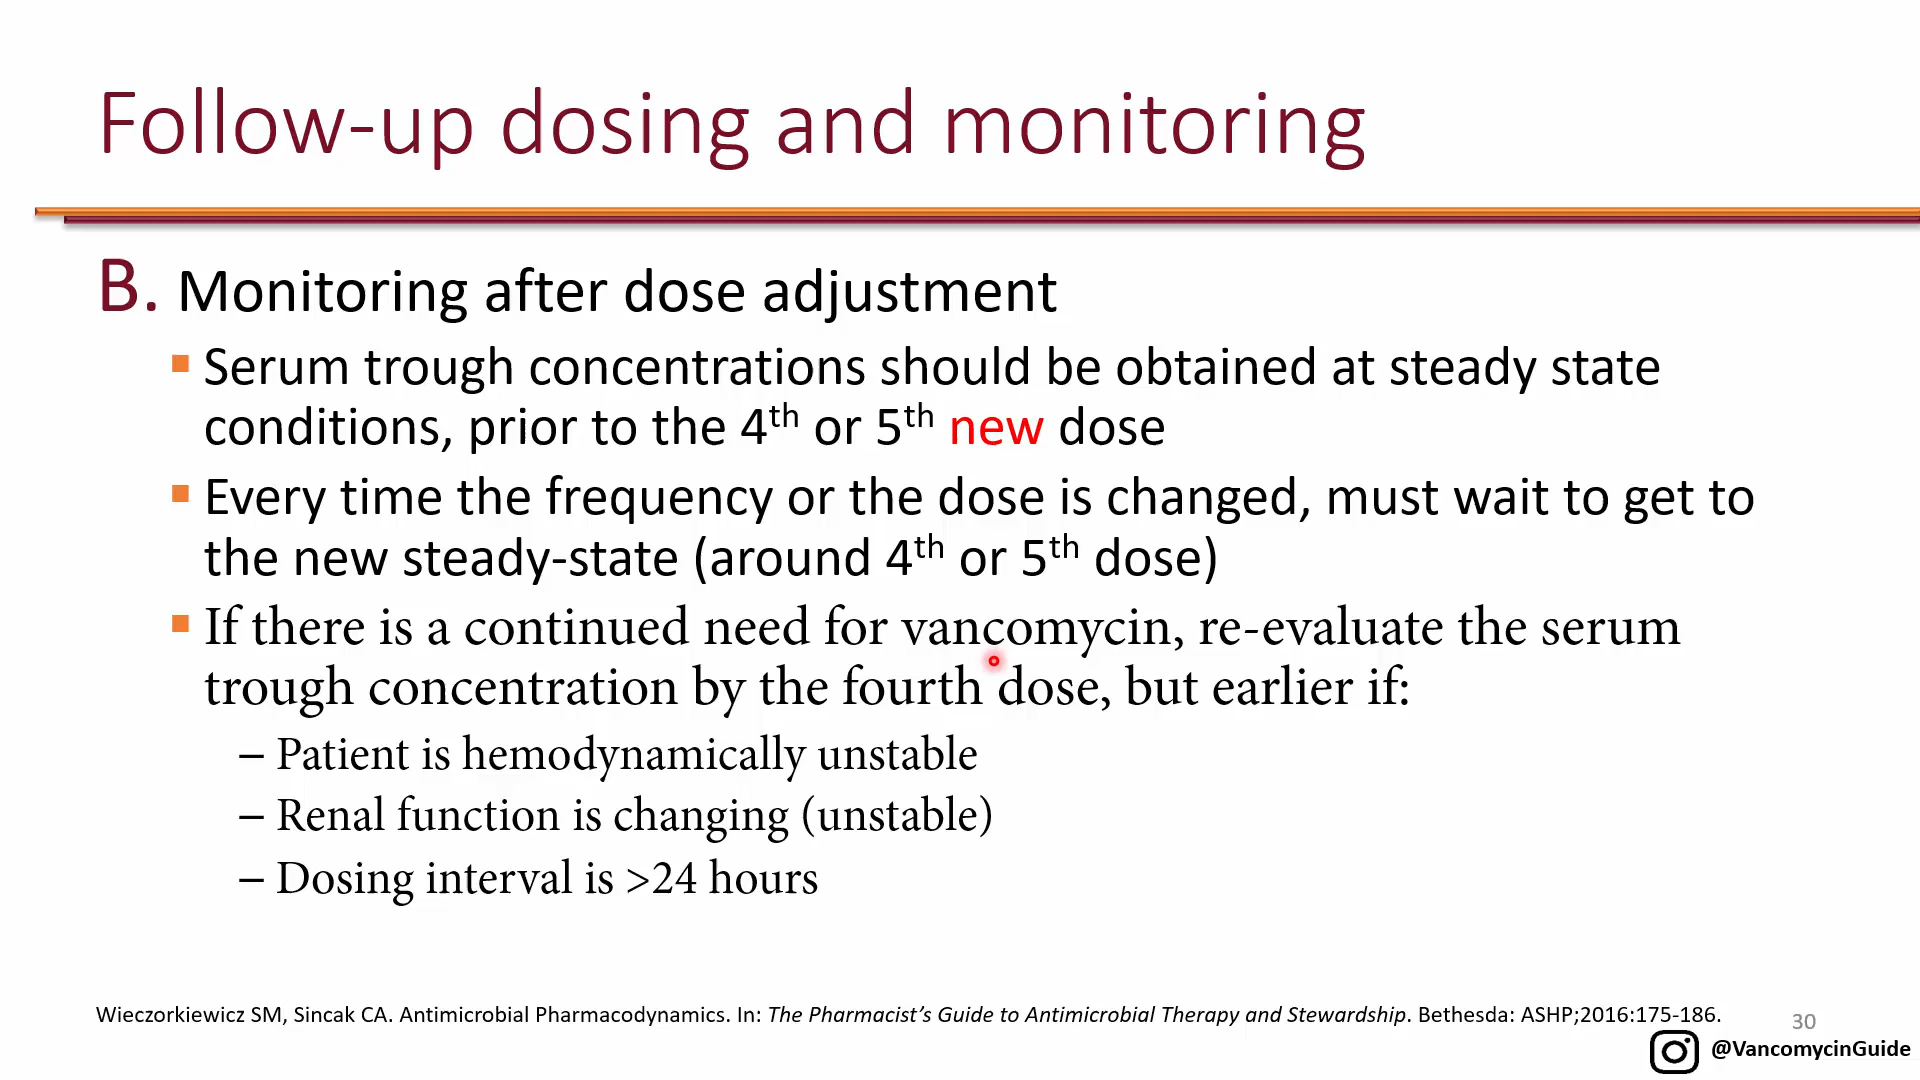 Follow-up dosing and monitoring
B. Monitoring after dose adjustment
▪ Serum trough concentrations should be obtained at steady state
conditions, prior to the 4th or 5th new dose
▪ Every time the frequency or the dose is changed, must wait to get to
the new steady-state (around 4th or 5th dose)
▪ If there is a continued need for vancomycin, re-evaluate the serum
trough concentration by the fourth dose, but earlier if:
– Patient is hemodynamically unstable
– Renal function is changing (unstable)
– Dosing interval is >24 hours
Wieczorkiewicz SM, Sincak CA. Antimicrobial Pharmacodynamics. In: The Pharmacist’s Guide to Antimicrobial Therapy and Stewardship. Bethesda: ASHP;2016:175-186.
30
@VancomycinGuide